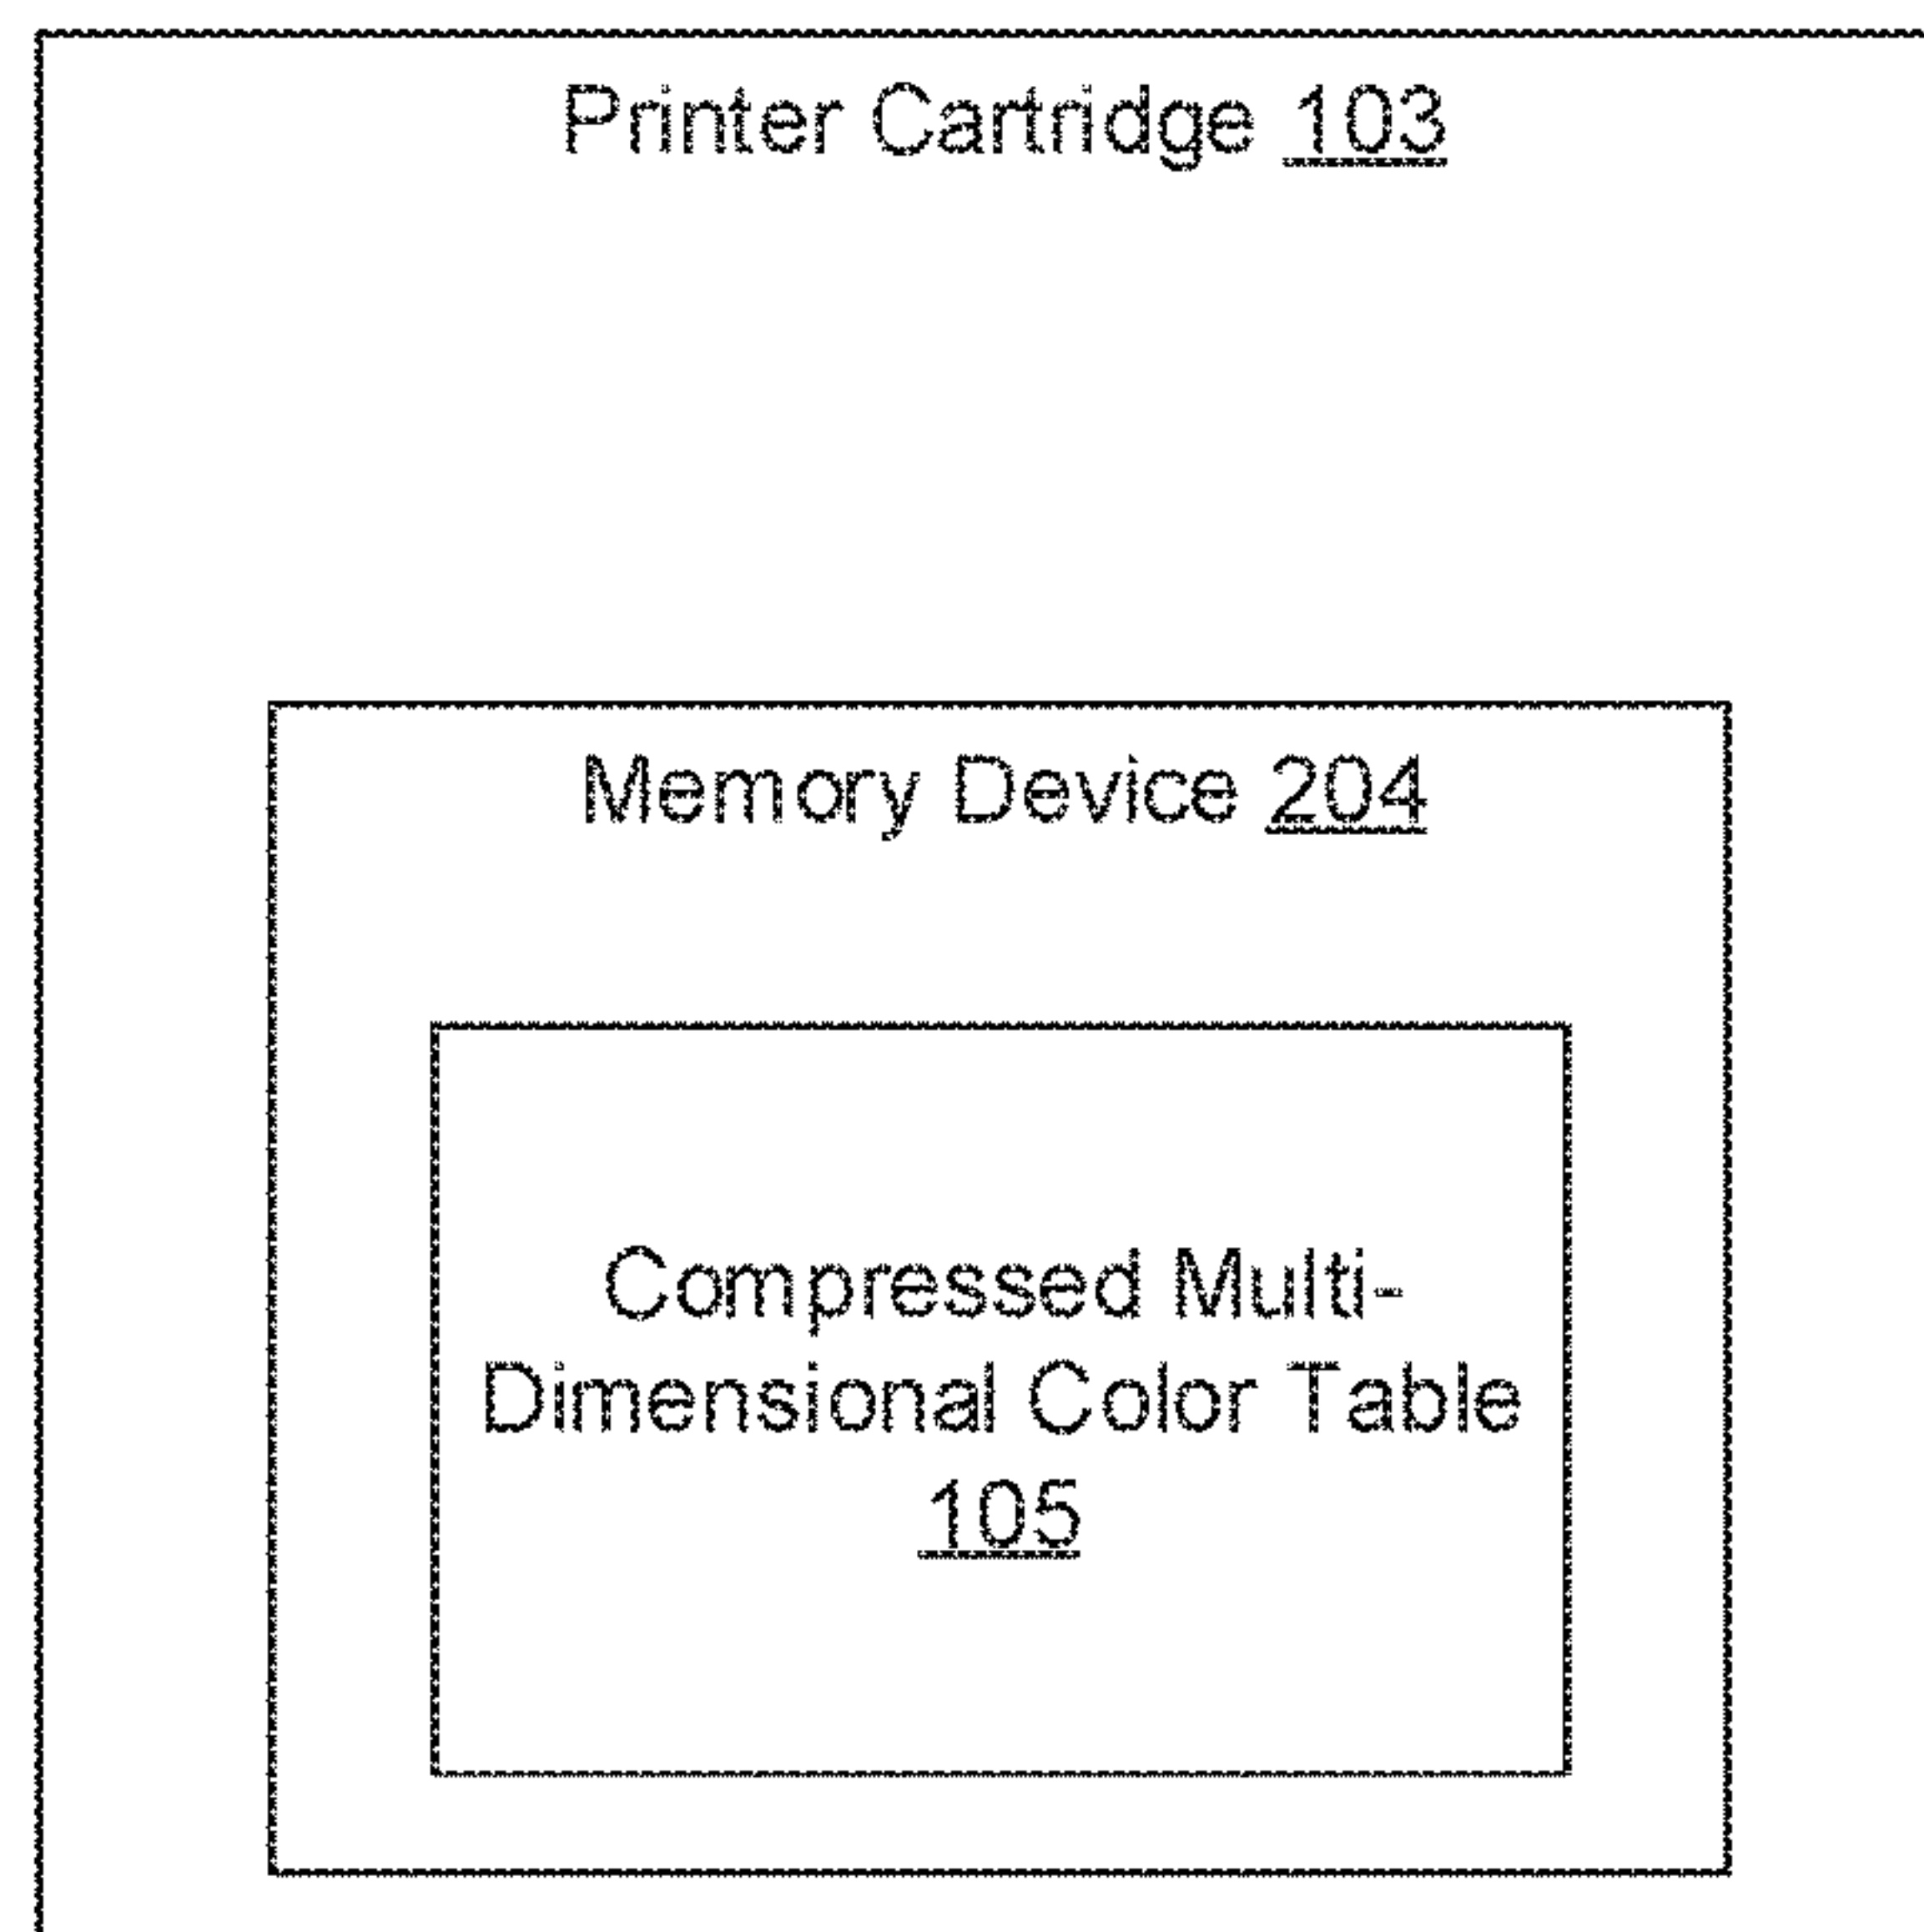 Printer Cartridge 103
Memory Device 204
Compressed Multi-
Dimensional Color Table
105